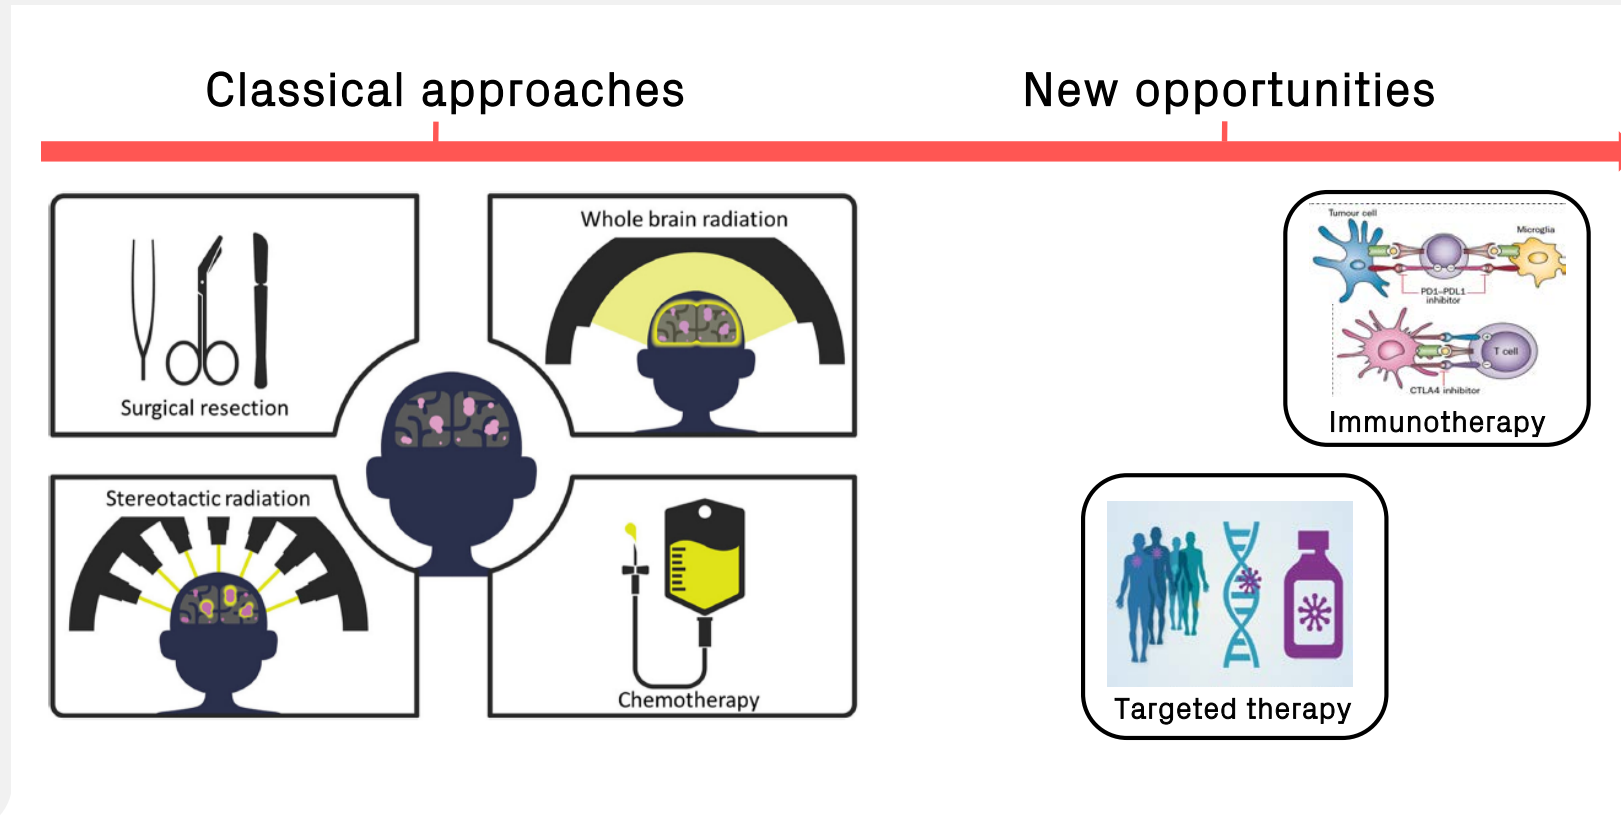 Classical approaches
New opportunities
Surgical resection
Whole brain radiation
Stereotactic radiation
Chemotherapy
Tumour cell
Microglia
PD1–PDL1
inhibitor
T cell
CTLA4 inhibitor
Immunotherapy
Targeted therapy